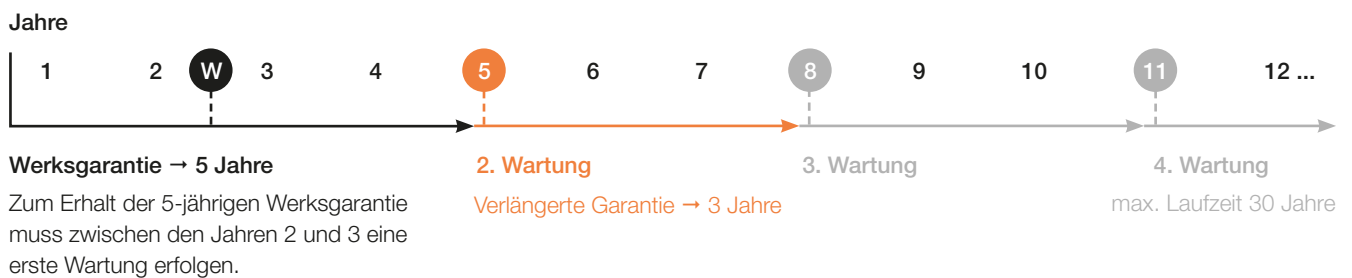 Jahre
1 2 W 3 4 5 6 7 8 9 10 11 12 ...
Werksgarantie → 5 Jahre
Zum Erhalt der 5-jährigen Werksgarantie
muss zwischen den Jahren 2 und 3 eine
erste Wartung erfolgen.
2. Wartung
Verlängerte Garantie → 3 Jahre
3. Wartung
4. Wartung
max. Laufzeit 30 Jahre